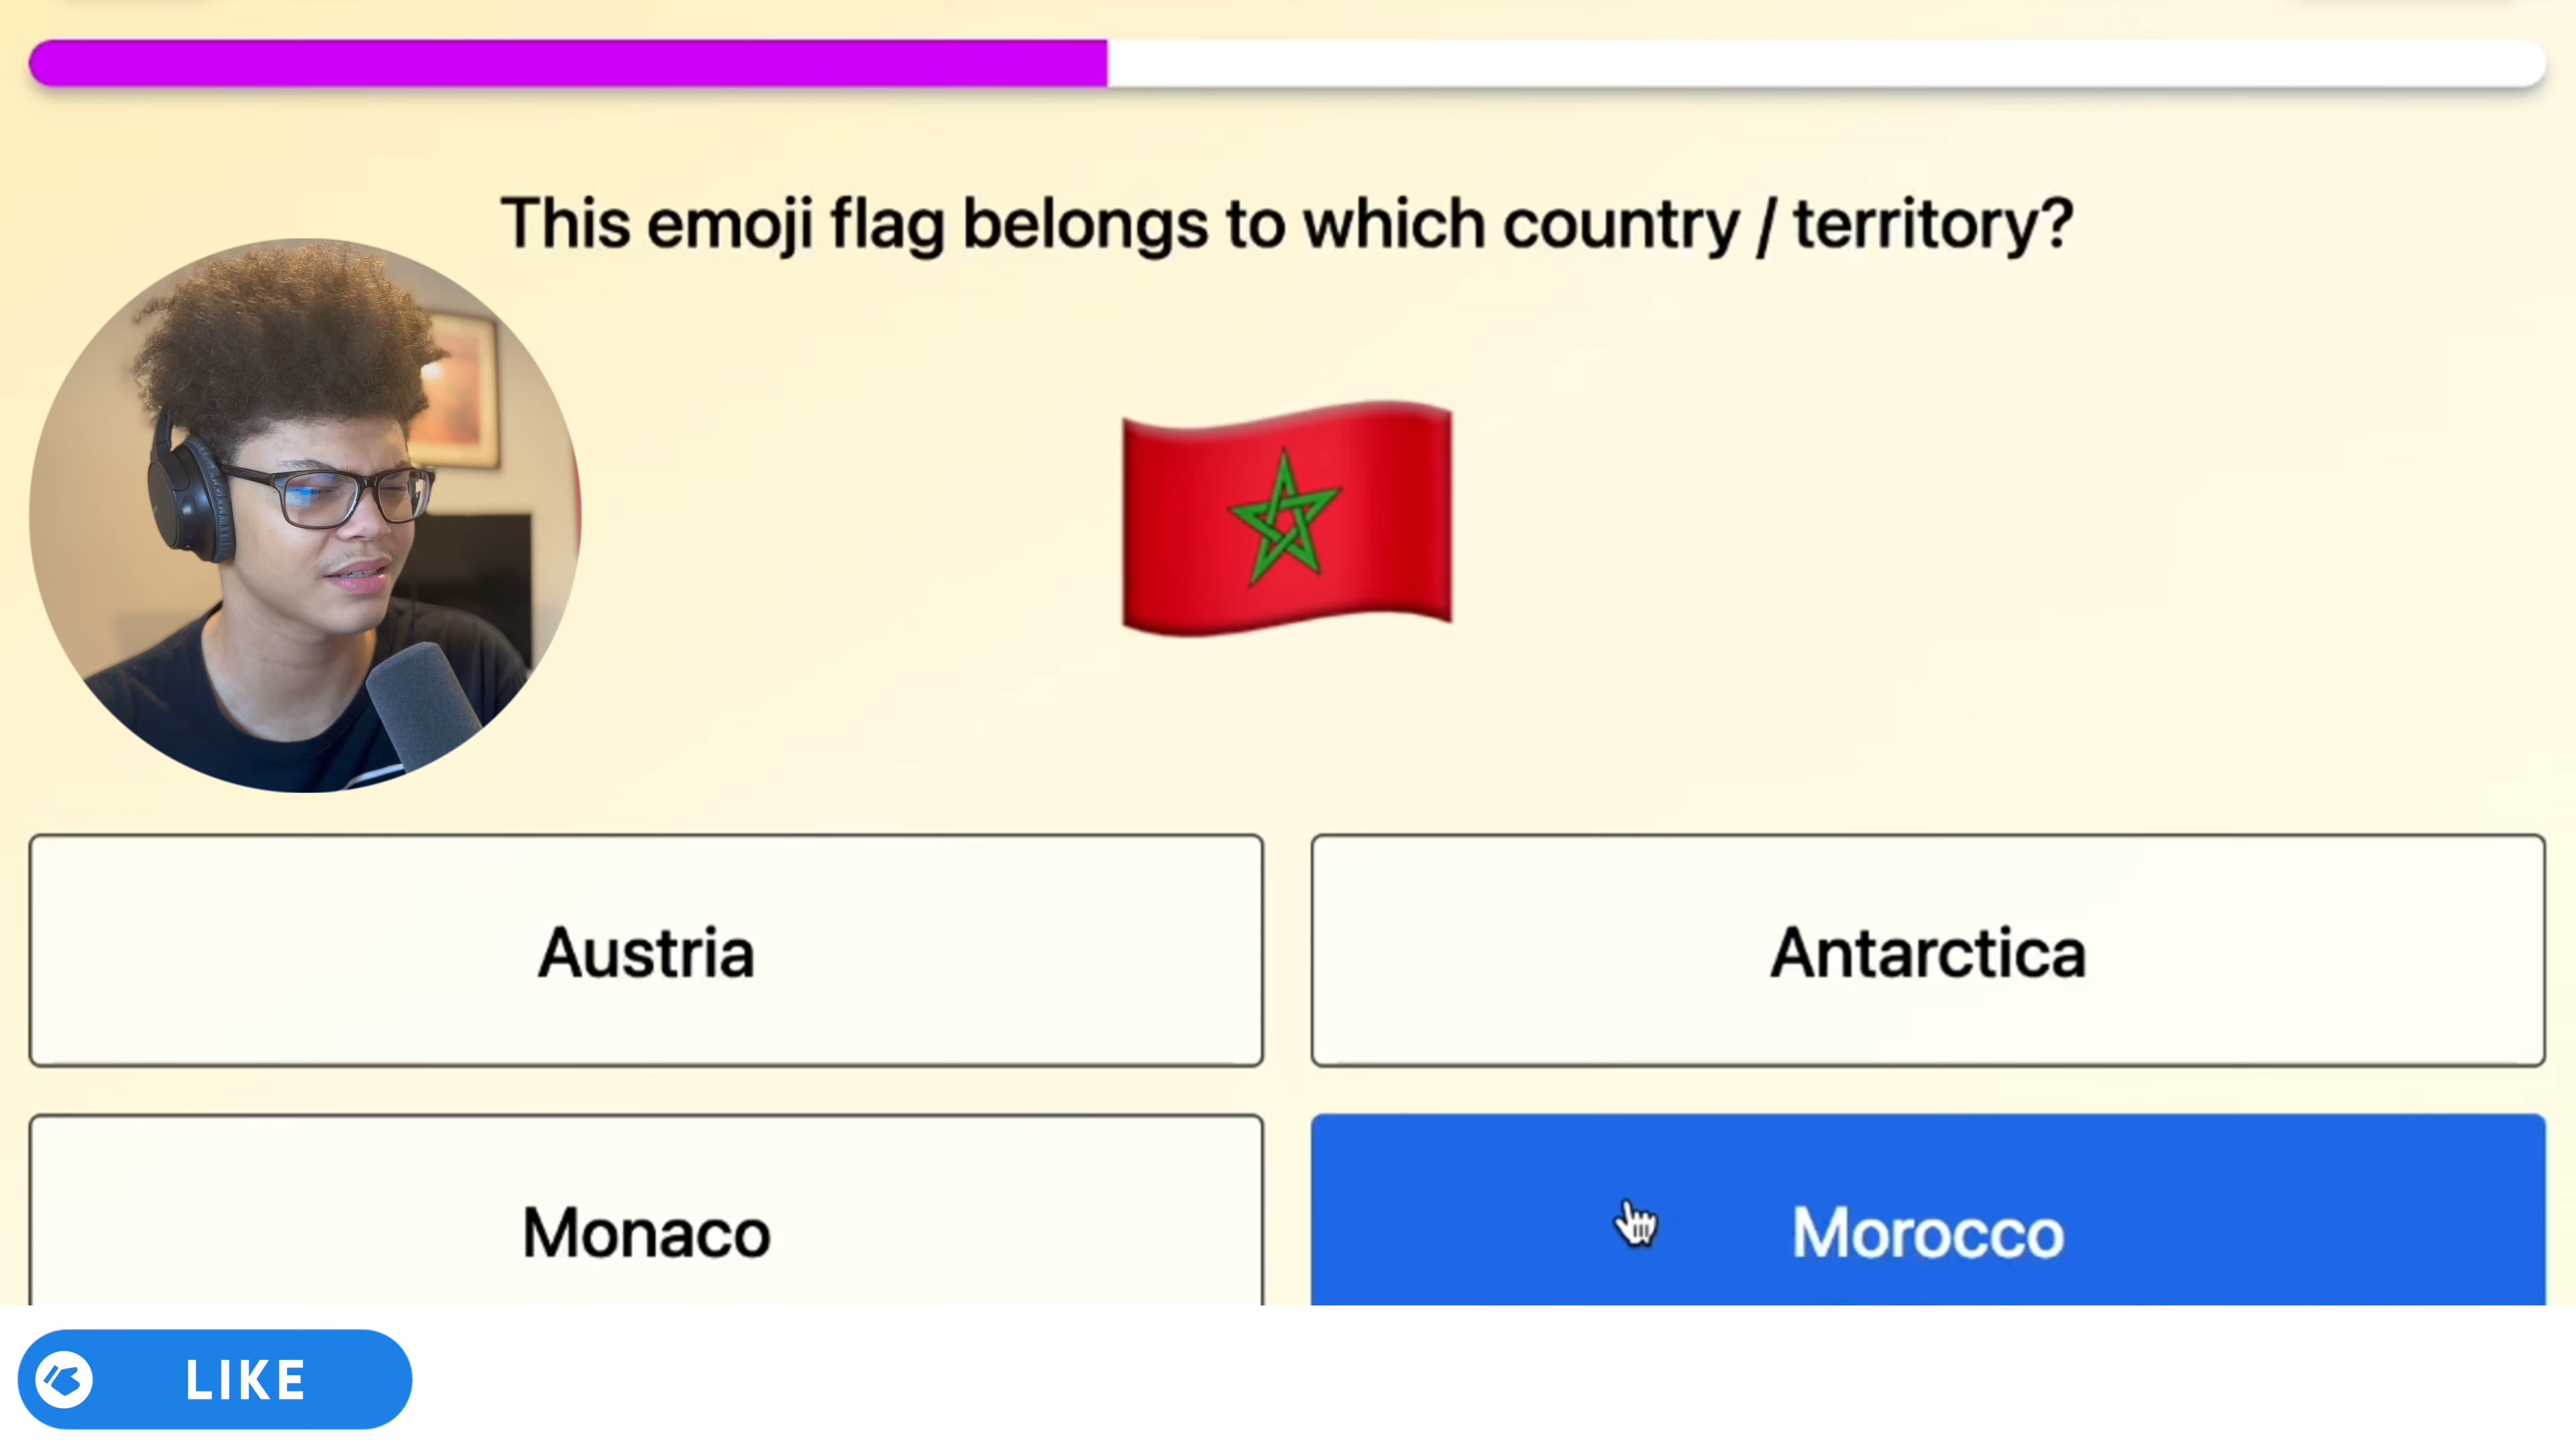 This emoji flag belongs to which country / territory?
Austria
Antarctica
Monaco
Morocco
LIKE